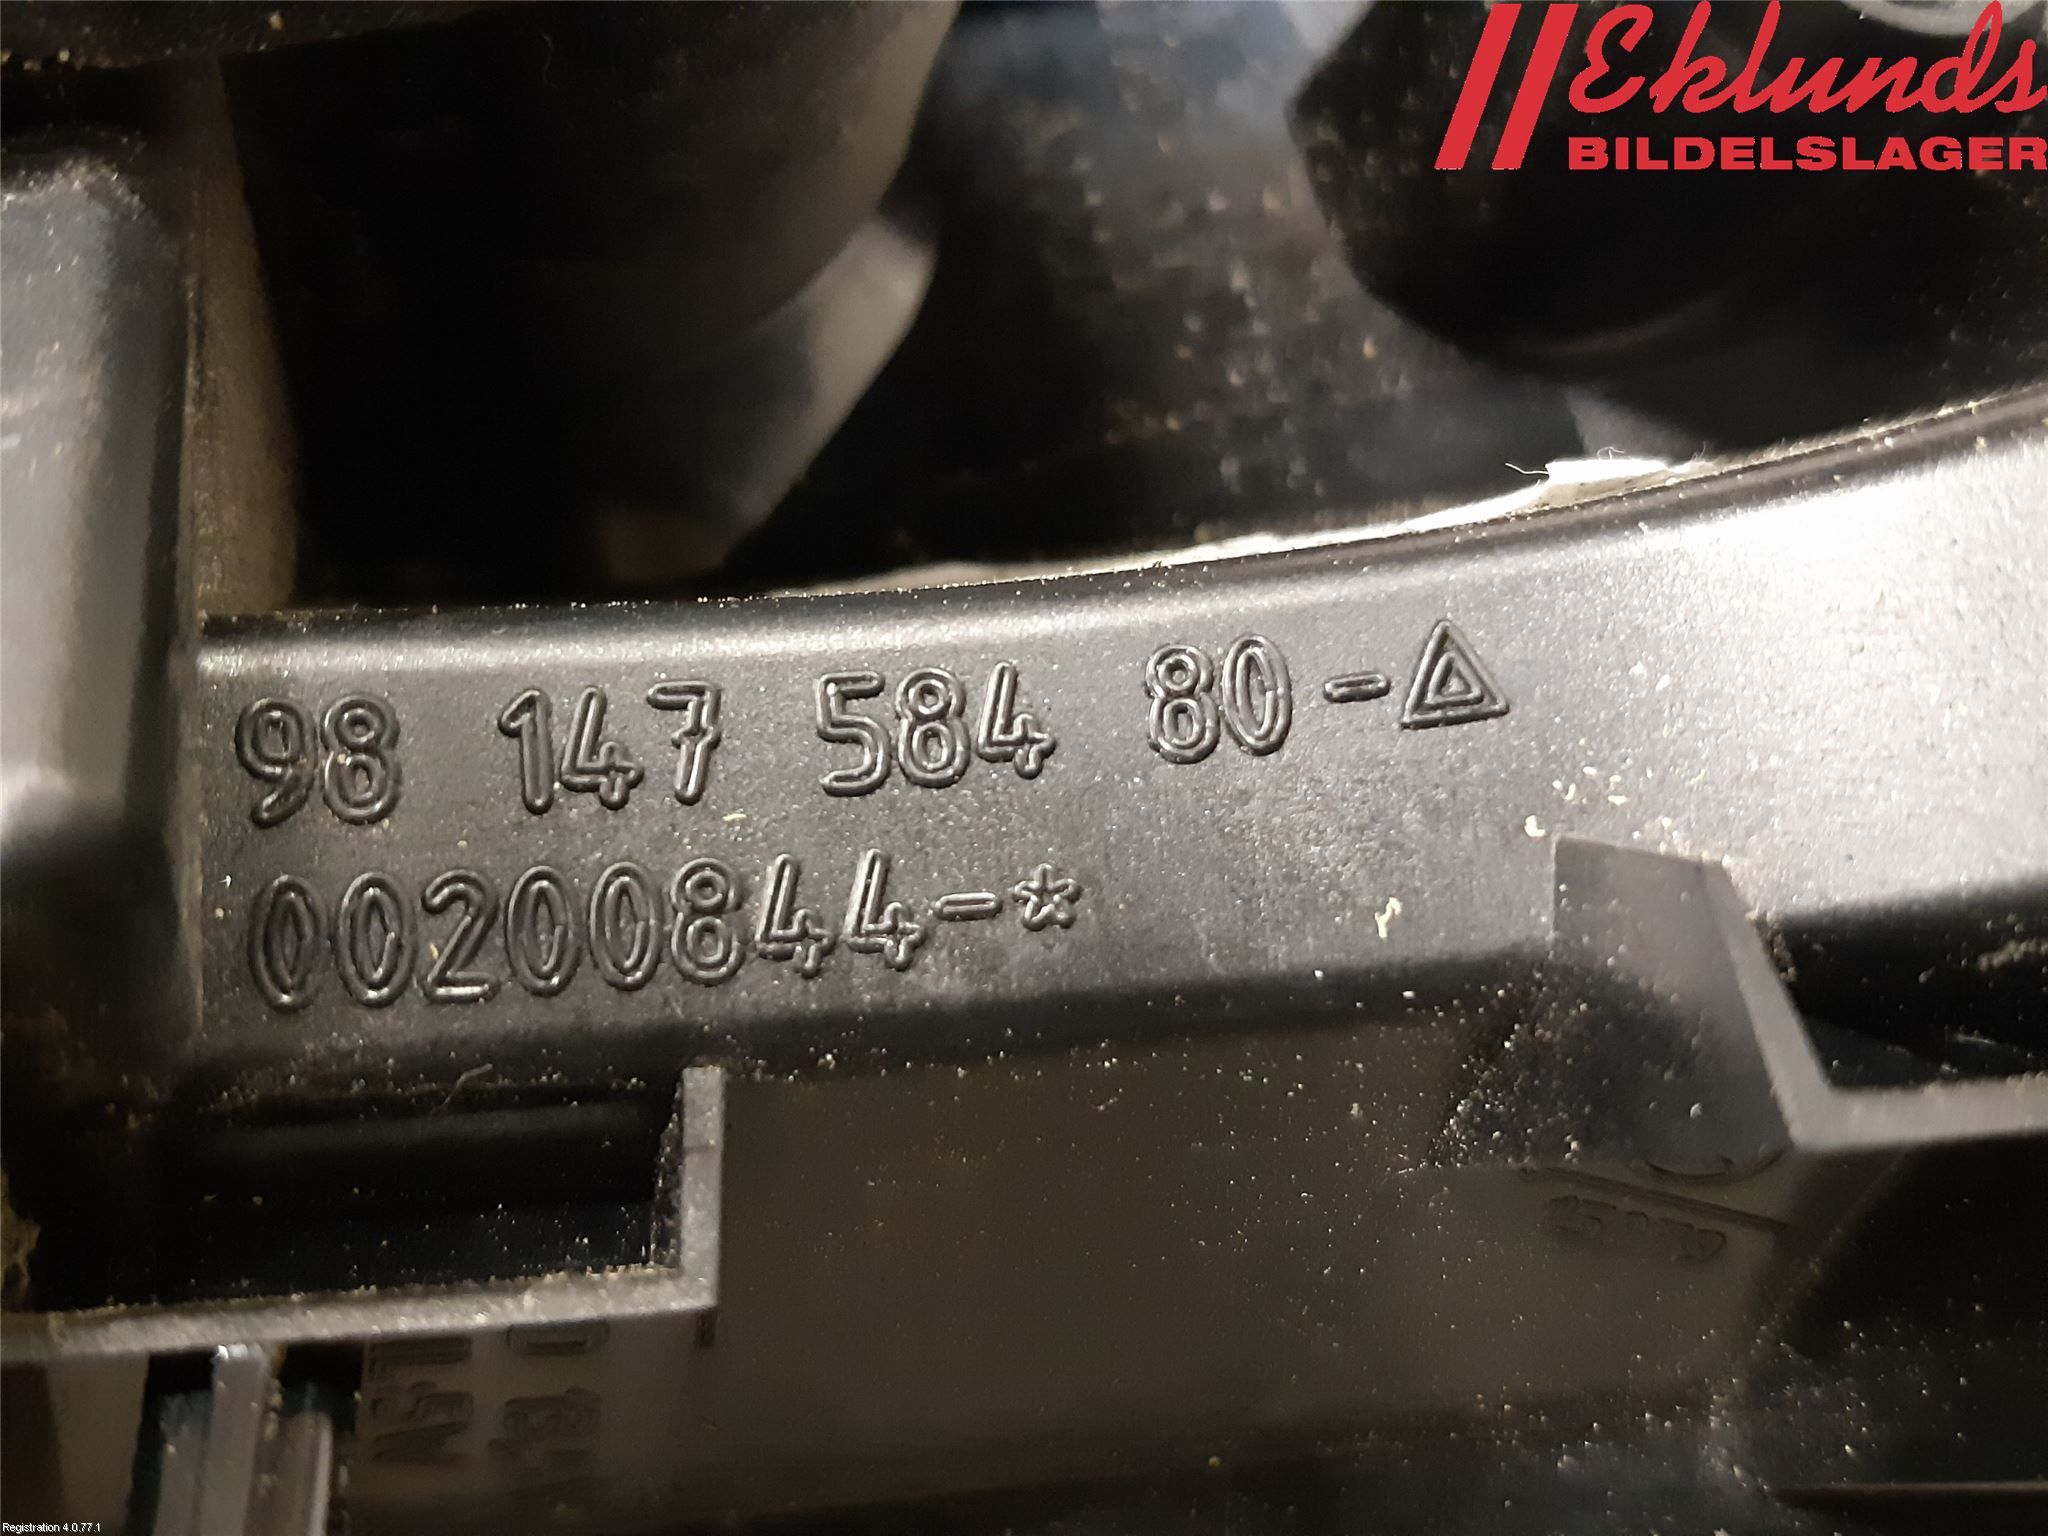 Eklunds
BILDELSLAGER
98 147 584 80-△
00200844-*
Registration 4.0.77.1